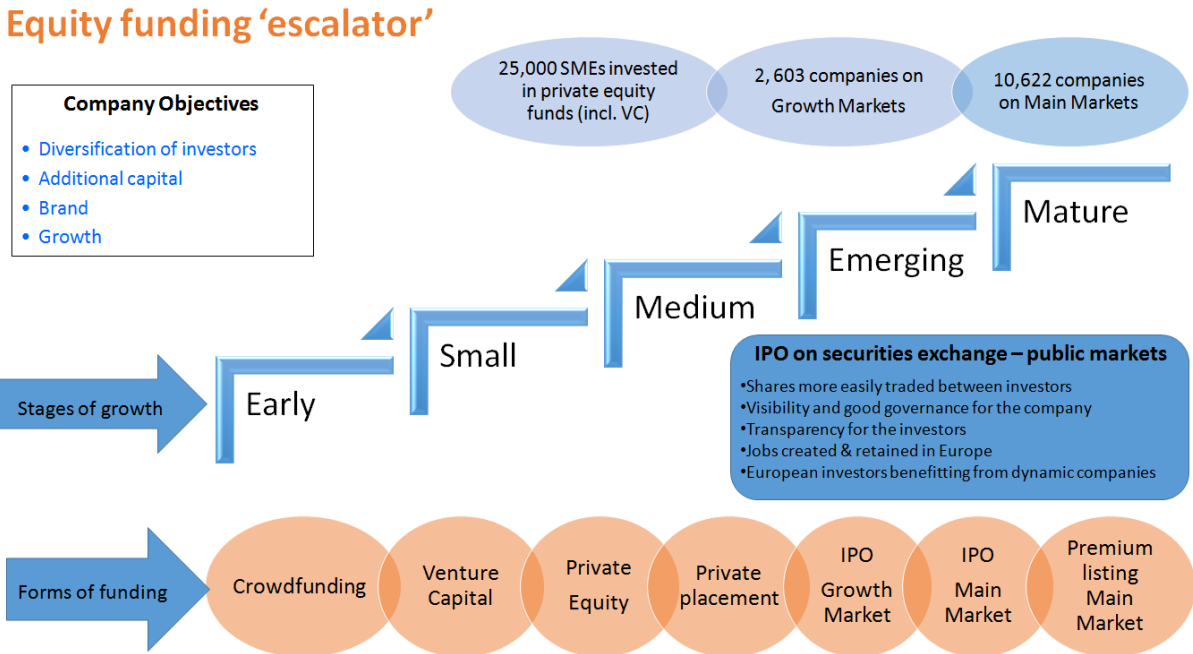 Equity funding ‘escalator’
Company Objectives
• Diversification of investors
• Additional capital
• Brand
• Growth
25,000 SMEs invested
in private equity
funds (incl. VC)
2, 603 companies on
Growth Markets
10,622 companies
on Main Markets
Mature
Emerging
Medium
Small
Early
Stages of growth
IPO on securities exchange – public markets
•Shares more easily traded between investors
•Visibility and good governance for the company
•Transparency for the investors
•Jobs created & retained in Europe
•European investors benefitting from dynamic companies
Forms of funding
Crowdfunding
Venture
Capital
Private
Equity
Private
placement
IPO
Growth
Market
IPO
Main
Market
Premium
listing
Main
Market